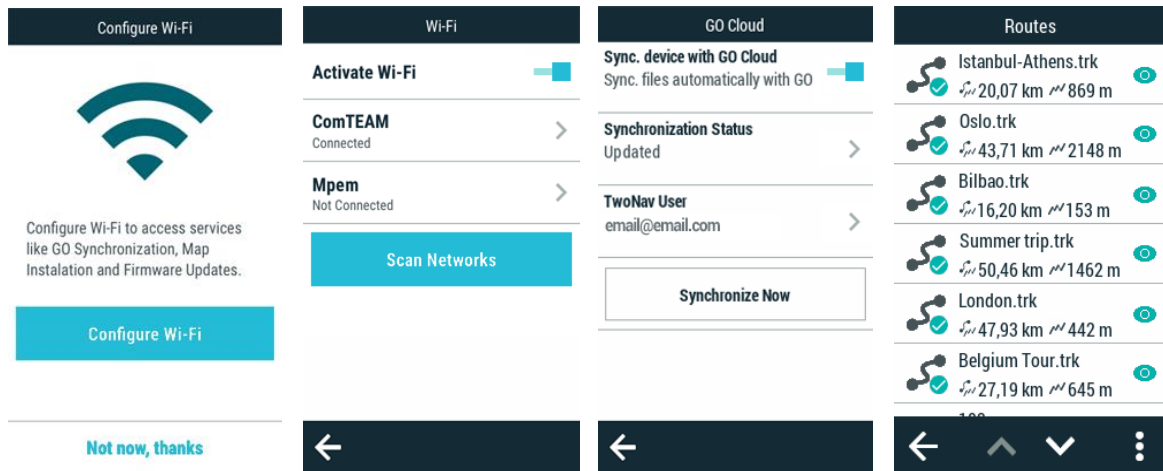 Configure Wi-Fi
Configure Wi-Fi to access services
like GO Synchronization, Map
Instalation and Firmware Updates.
Configure Wi-Fi
Not now, thanks
Wi-Fi
Activate Wi-Fi
ComTEAM
Connected
Mpem
Not Connected
Scan Networks
GO Cloud
Sync. device with GO Cloud
Sync. files automatically with GO
Synchronization Status
Updated
TwoNav User
email@email.com
Synchronize Now
Routes
Istanbul-Athens.trk
20,07 km 869 m
Oslo.trk
43,71 km 2148 m
Bilbao.trk
16,20 km 153 m
Summer trip.trk
50,46 km 1462 m
London.trk
47,93 km 442 m
Belgium Tour.trk
27,19 km 645 m